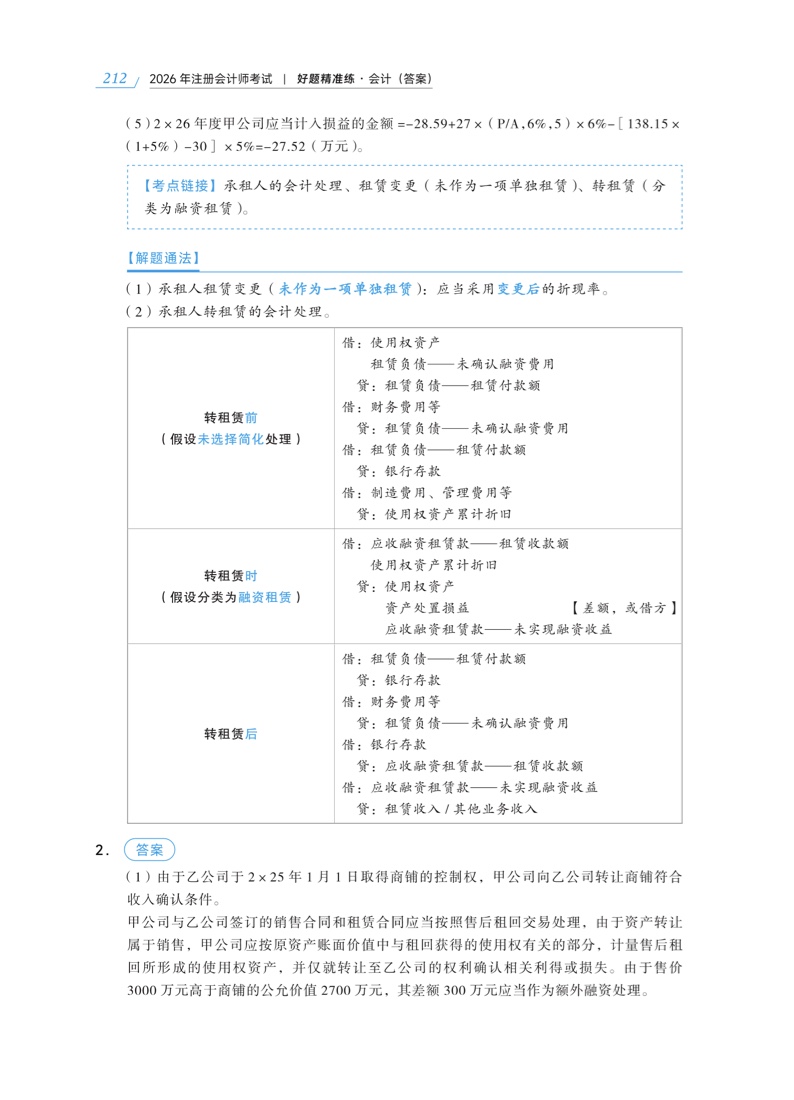 212 2026 年注册会计师考试 | 好题精准练·会计（答案）
（5）2×26 年度甲公司应当计入损益的金额 =-28.59+27×（P/A,6%,5）×6%-［138.15×
（1+5%）-30］×5%=-27.52（万元）。
【考点链接】承租人的会计处理、租赁变更（未作为一项单独租赁）、转租赁（分
类为融资租赁）。
【解题通法】
（1）承租人租赁变更（未作为一项单独租赁）：应当采用变更后的折现率。
（2）承租人转租赁的会计处理。
转租赁前
（假设未选择简化处理）
借：使用权资产
租赁负债——未确认融资费用
贷：租赁负债——租赁付款额
借：财务费用等
贷：租赁负债——未确认融资费用
借：租赁负债——租赁付款额
贷：银行存款
借：制造费用、管理费用等
贷：使用权资产累计折旧
转租赁时
（假设分类为融资租赁）
借：应收融资租赁款——租赁收款额
使用权资产累计折旧
贷：使用权资产
资产处置损益 【差额，或借方】
应收融资租赁款——未实现融资收益
转租赁后
借：租赁负债——租赁付款额
贷：银行存款
借：财务费用等
贷：租赁负债——未确认融资费用
借：银行存款
贷：应收融资租赁款——租赁收款额
借：应收融资租赁款——未实现融资收益
贷：租赁收入/其他业务收入
2. 答案
（1）由于乙公司于 2×25 年 1 月 1 日取得商铺的控制权，甲公司向乙公司转让商铺符合
收入确认条件。
甲公司与乙公司签订的销售合同和租赁合同应当按照售后租回交易处理，由于资产转让
属于销售，甲公司应按原资产账面价值中与租回获得的使用权有关的部分，计量售后租
回所形成的使用权资产，并仅就转让至乙公司的权利确认相关利得或损失。由于售价
3000 万元高于商铺的公允价值 2700 万元，其差额 300 万元应当作为额外融资处理。